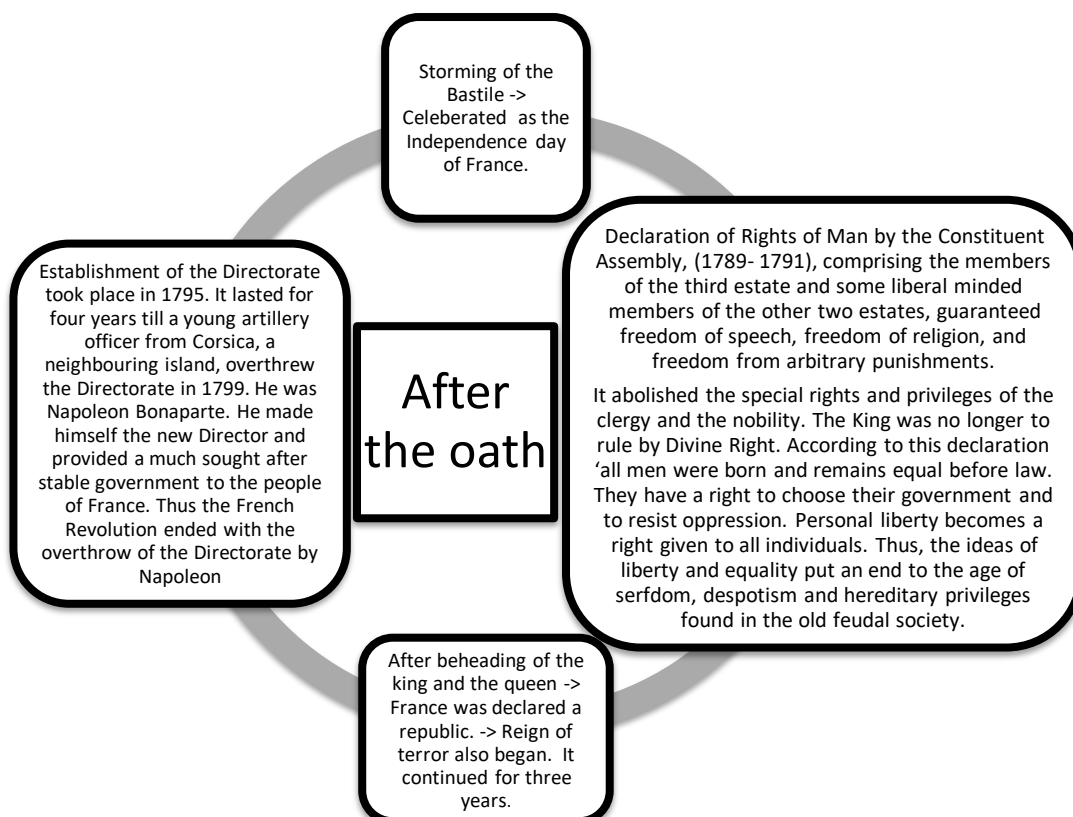 Storming of the
Bastile ->
Celeberated as the
Independence day
of France.
Declaration of Rights of Man by the Constituent
Assembly, (1789- 1791), comprising the members
of the third estate and some liberal minded
members of the other two estates, guaranteed
freedom of speech, freedom of religion, and
freedom from arbitrary punishments.
It abolished the special rights and privileges of the
clergy and the nobility. The King was no longer to
rule by Divine Right. According to this declaration
‘all men were born and remains equal before law.
They have a right to choose their government and
to resist oppression. Personal liberty becomes a
right given to all individuals. Thus, the ideas of
liberty and equality put an end to the age of
serfdom, despotism and hereditary privileges
found in the old feudal society.
After beheading of the
king and the queen ->
France was declared a
republic. -> Reign of
terror also began. It
continued for three
years.
Establishment of the Directorate
took place in 1795. It lasted for
four years till a young artillery
officer from Corsica, a
neighbouring island, overthrew
the Directorate in 1799. He was
Napoleon Bonaparte. He made
himself the new Director and
provided a much sought after
stable government to the people
of France. Thus the French
Revolution ended with the
overthrow of the Directorate by
Napoleon
After
the oath